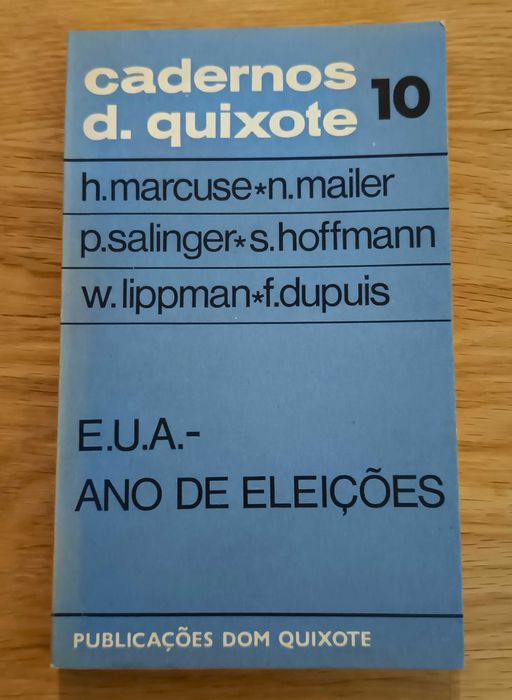 cadernos
d. quixote 10
h.marcuse*n.mailer
p.salinger*s.hoffmann
w.lippman*f.dupuis
E.U.A.-
ANO DE ELEIÇÕES
PUBLICAÇÕES DOM QUIXOTE